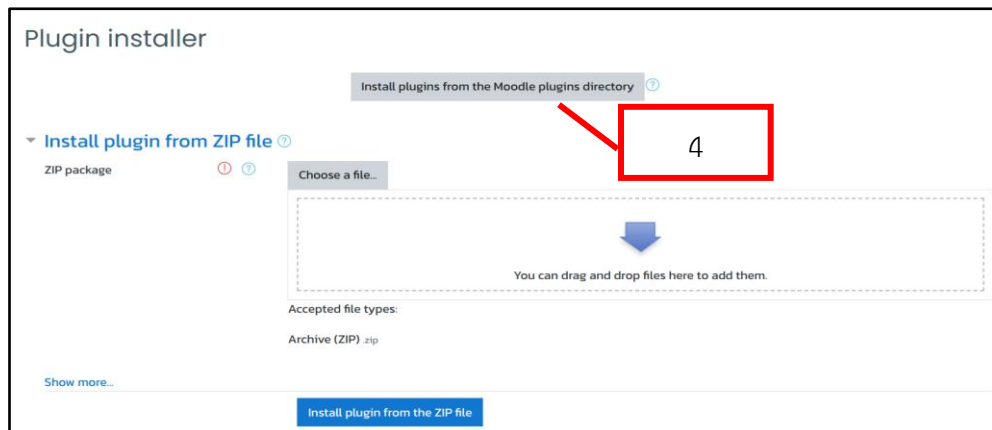 Plugin installer
Install plugins from the Moodle plugins directory
4
Install plugin from ZIP file
ZIP package
Choose a file...
You can drag and drop files here to add them.
Accepted file types:
Archive (ZIP) .zip
Show more...
Install plugin from the ZIP file